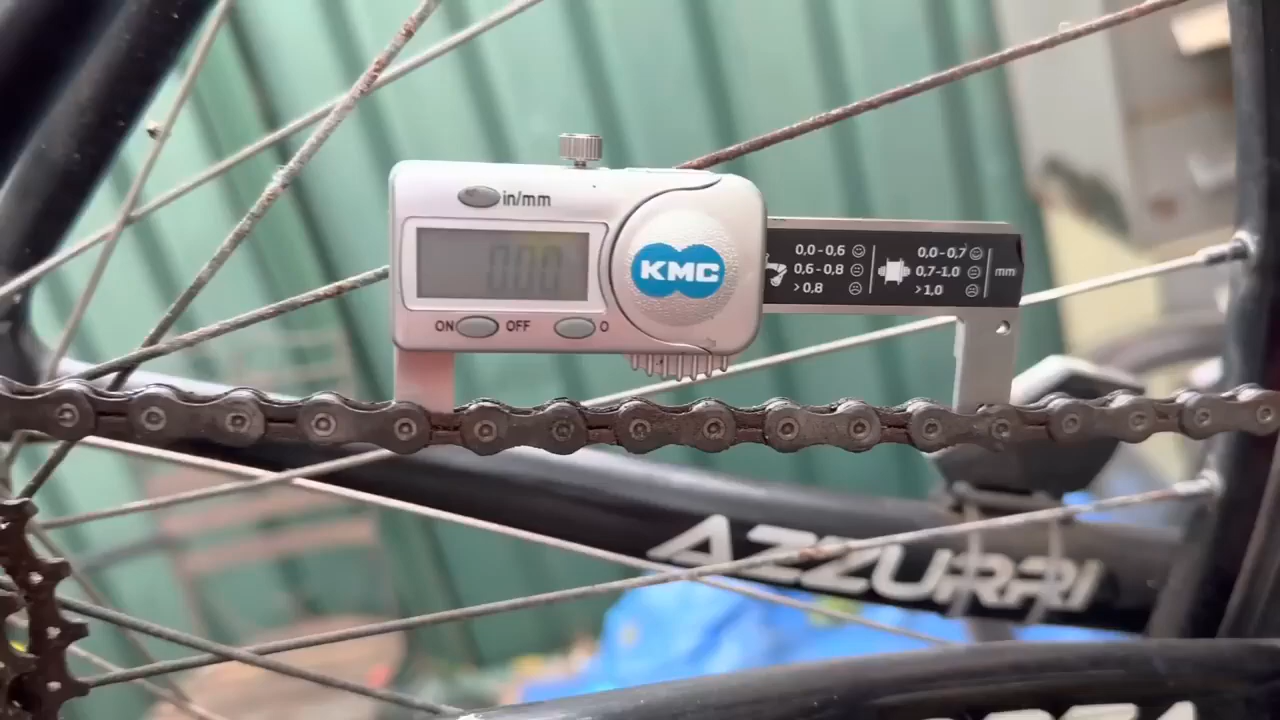 in/mm
0.00
KMC
ON OFF O
0,0-0,6 0,0-0,7
0,6-0,8 0,7-1,0 mm
>0,8 >1,0
AZZURRI